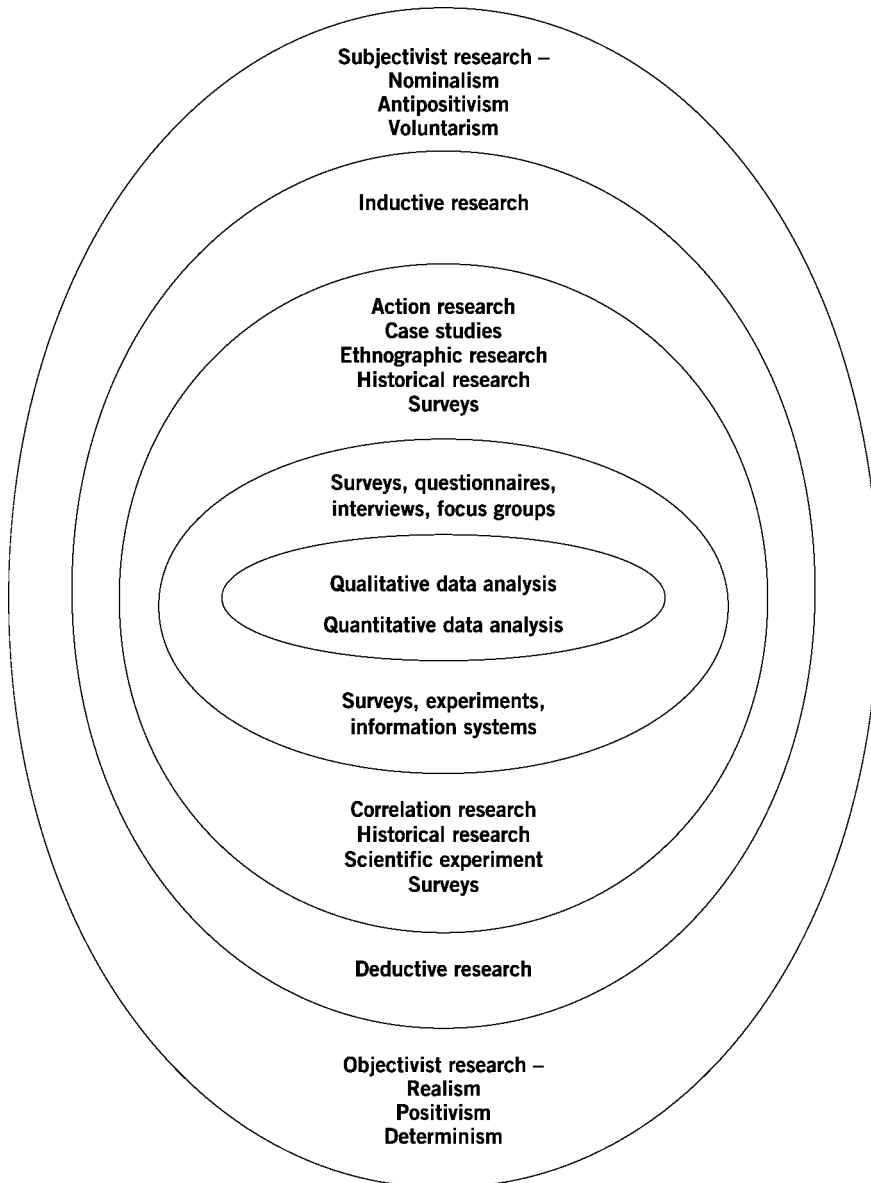 Subjectivist research –
Nominalism
Antipositivism
Voluntarism
Inductive research
Action research
Case studies
Ethnographic research
Historical research
Surveys
Surveys, questionnaires,
interviews, focus groups
Qualitative data analysis
Quantitative data analysis
Surveys, experiments,
information systems
Correlation research
Historical research
Scientific experiment
Surveys
Deductive research
Objectivist research –
Realism
Positivism
Determinism